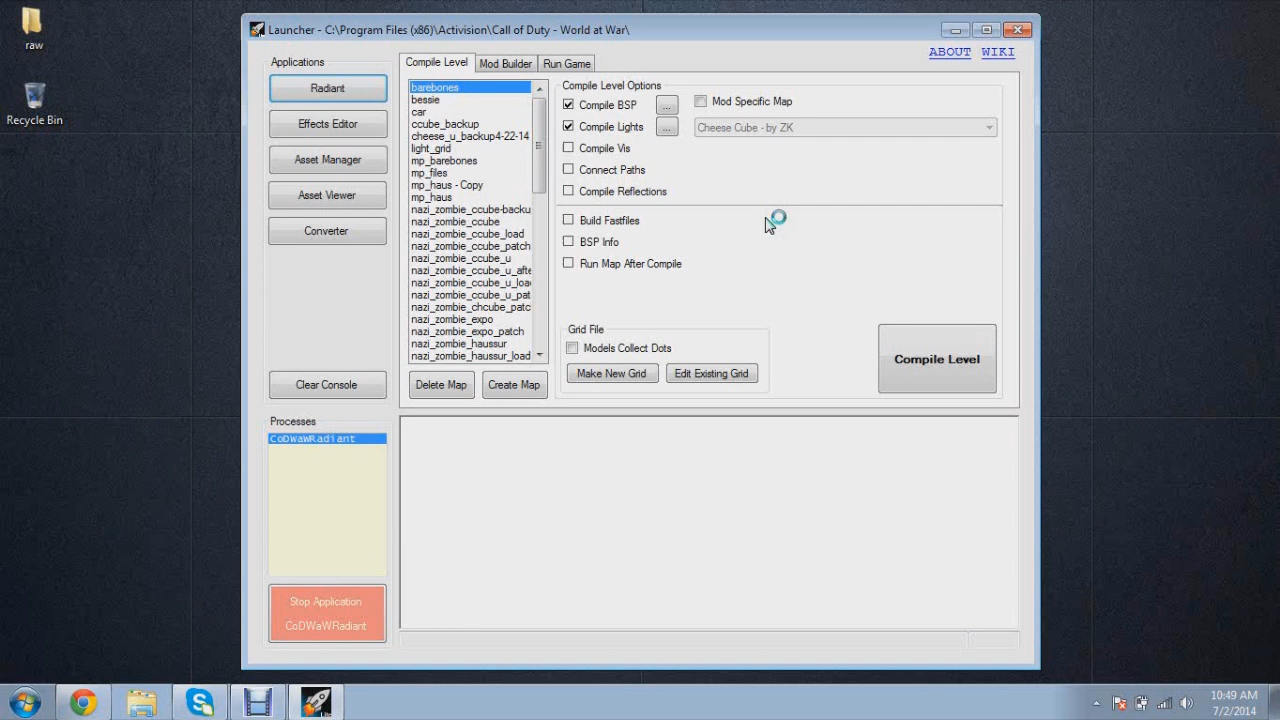 raw
Recycle Bin
Launcher - C:\Program Files (x86)\Activision\Call of Duty - World at War\
ABOUT WIKI
Applications
Radiant
Effects Editor
Asset Manager
Asset Viewer
Converter
Clear Console
Processes
CoDWaWRadiant
Stop Application
CoDWaWRadiant
Compile Level Mod Builder Run Game
barebones
bessie
car
ccube_backup
cheese_u_backup4-22-14
light_grid
mp_barebones
mp_files
mp_haus - Copy
mp_haus
nazi_zombie_ccube-backu
nazi_zombie_ccube
nazi_zombie_ccube_load
nazi_zombie_ccube_patch
nazi_zombie_ccube_u
nazi_zombie_ccube_u_afte
nazi_zombie_ccube_u_loa
nazi_zombie_ccube_u_pat
nazi_zombie_chcube_patc
nazi_zombie_expo
nazi_zombie_expo_patch
nazi_zombie_haussur
nazi_zombie_haussur_load
Delete Map Create Map
Compile Level Options
Compile BSP ... Mod Specific Map
Compile Lights ... Cheese Cube - by ZK
Compile Vis
Connect Paths
Compile Reflections
Build Fastfiles
BSP Info
Run Map After Compile
Grid File
Models Collect Dots
Make New Grid Edit Existing Grid
Compile Level
10:49 AM
7/2/2014